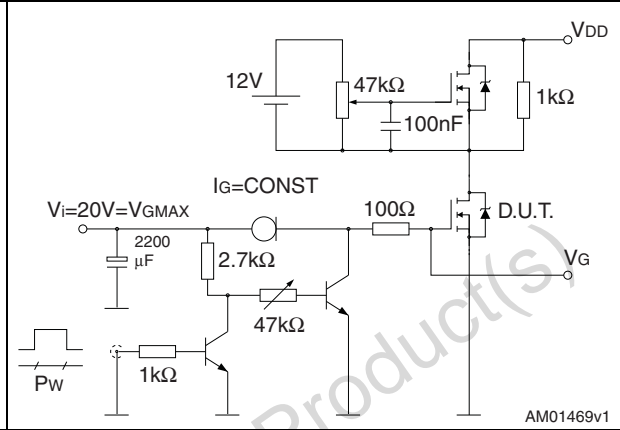 VDD
12V
47kΩ
1kΩ
100nF
IG=CONST
Vi=20V=VGMAX
100Ω
D.U.T.
2200
μF
2.7kΩ
VG
47kΩ
1kΩ
PW
Product(s)
AM01469v1